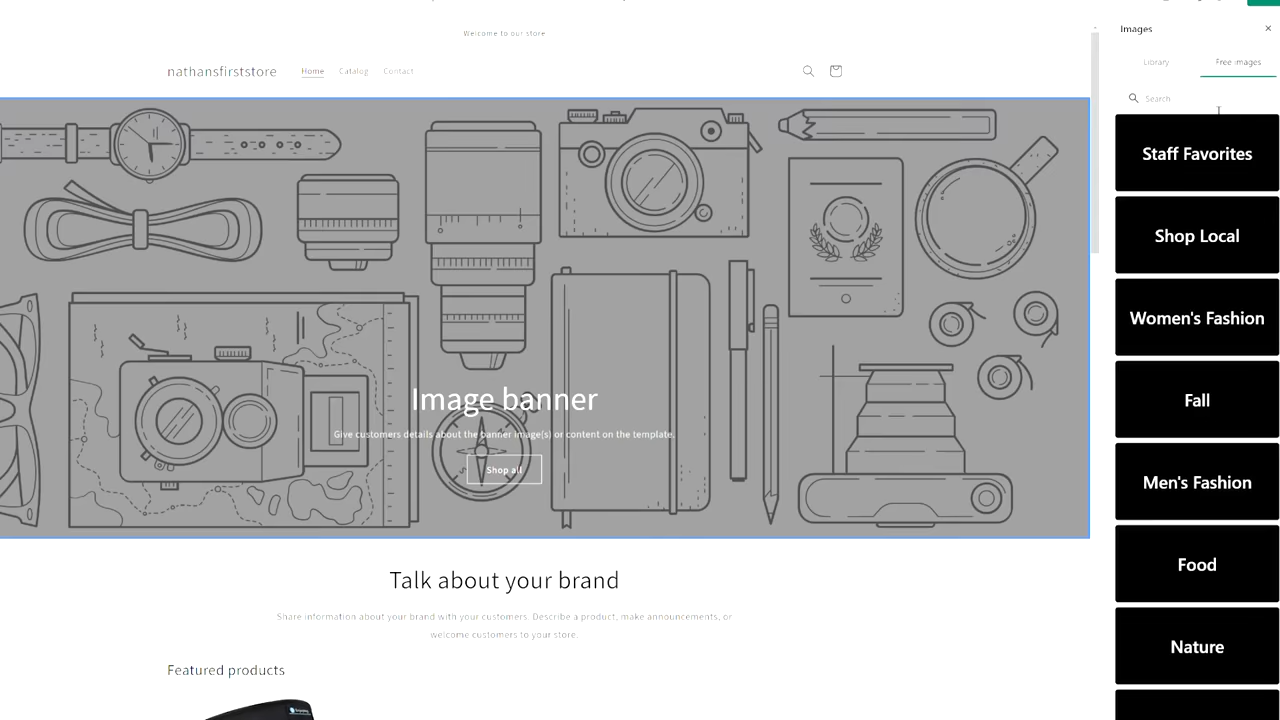 Welcome to our store
nathansfirststore
Home
Catalog
Contact
Image banner
Give customers details about the banner image(s) or content on the template.
Shop all
Talk about your brand
Share information about your brand with your customers. Describe a product, make announcements, or
welcome customers to your store.
Featured products
Images
Library
Free images
Search
Staff Favorites
Shop Local
Women's Fashion
Fall
Men's Fashion
Food
Nature